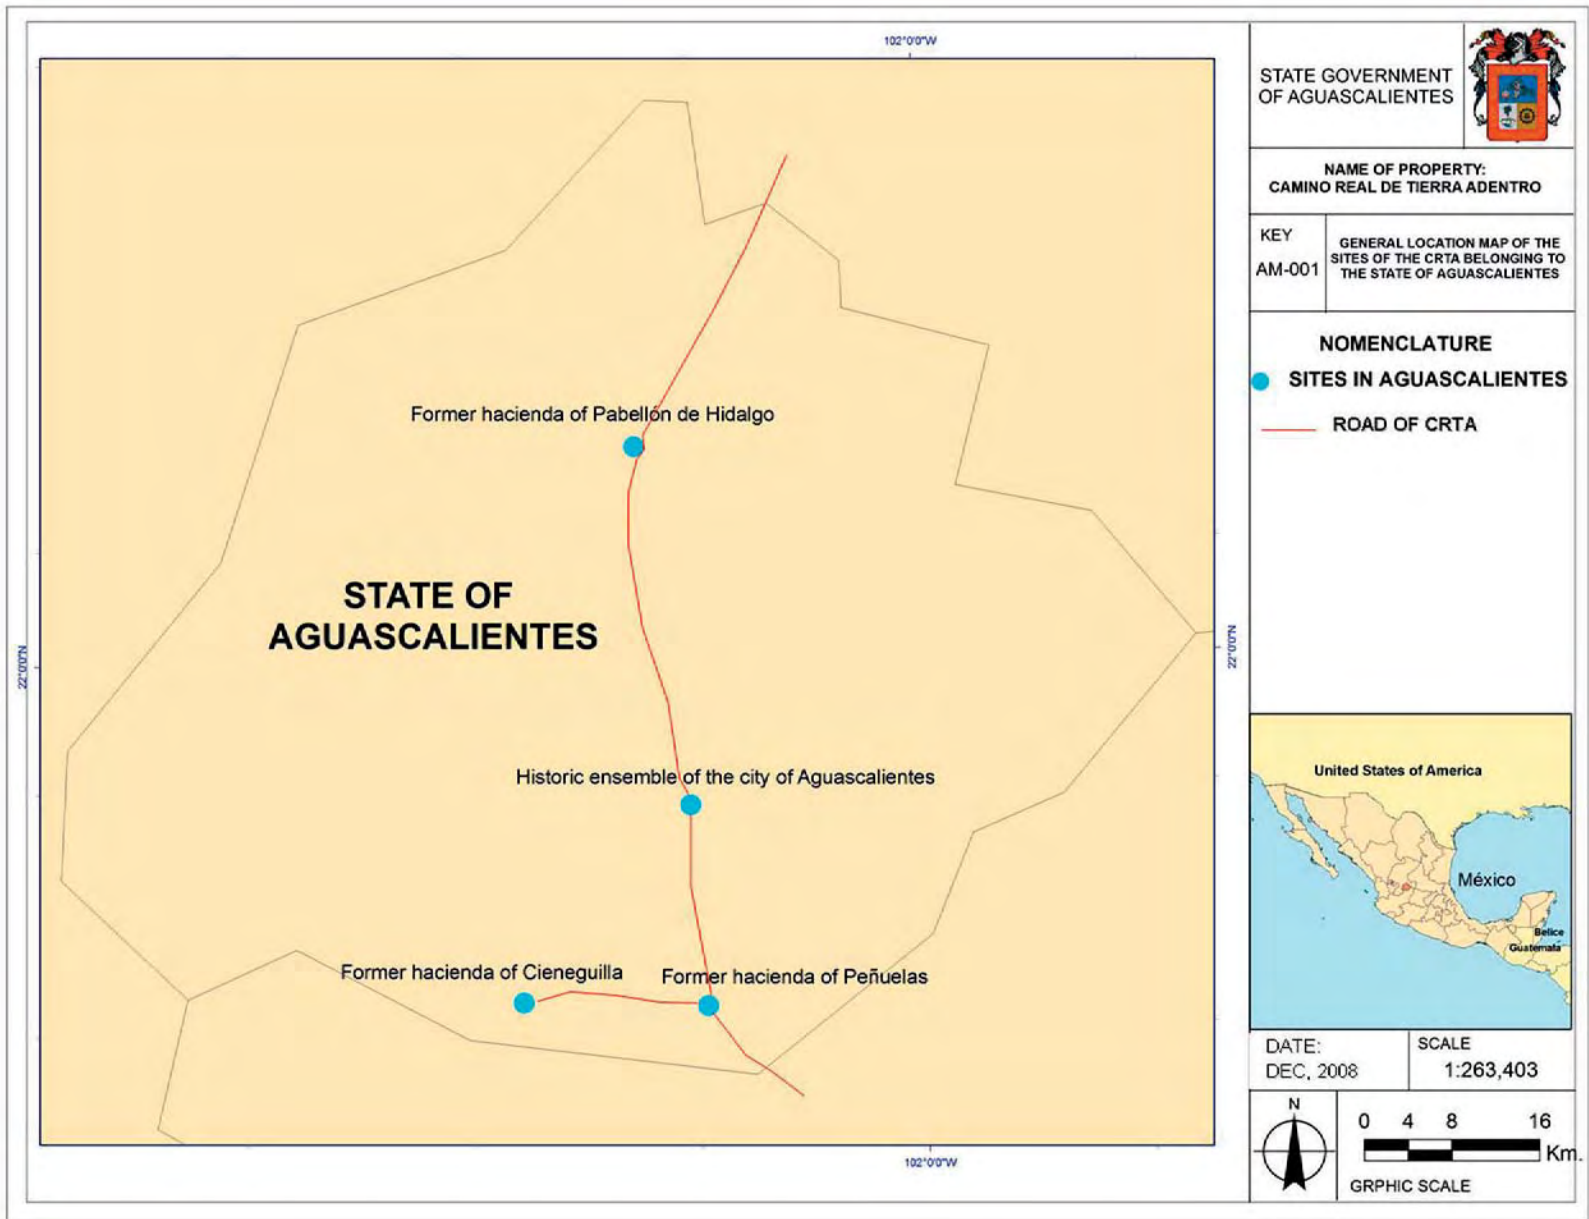 102°0'0"W
Former hacienda of Pabellón de Hidalgo
STATE OF
AGUASCALIENTES
22°0'0"N
22°0'0"N
Historic ensemble of the city of Aguascalientes
Former hacienda of Cieneguilla
Former hacienda of Peñuelas
102°0'0"W
STATE GOVERNMENT
OF AGUASCALIENTES
NAME OF PROPERTY:
CAMINO REAL DE TIERRA ADENTRO
KEY
AM-001
GENERAL LOCATION MAP OF THE
SITES OF THE CRTA BELONGING TO
THE STATE OF AGUASCALIENTES
NOMENCLATURE
SITES IN AGUASCALIENTES
ROAD OF CRTA
United States of America
México
Belice
Guatemala
DATE:
DEC, 2008
SCALE
1:263,403
N
0 4 8 16
Km.
GRPHIC SCALE